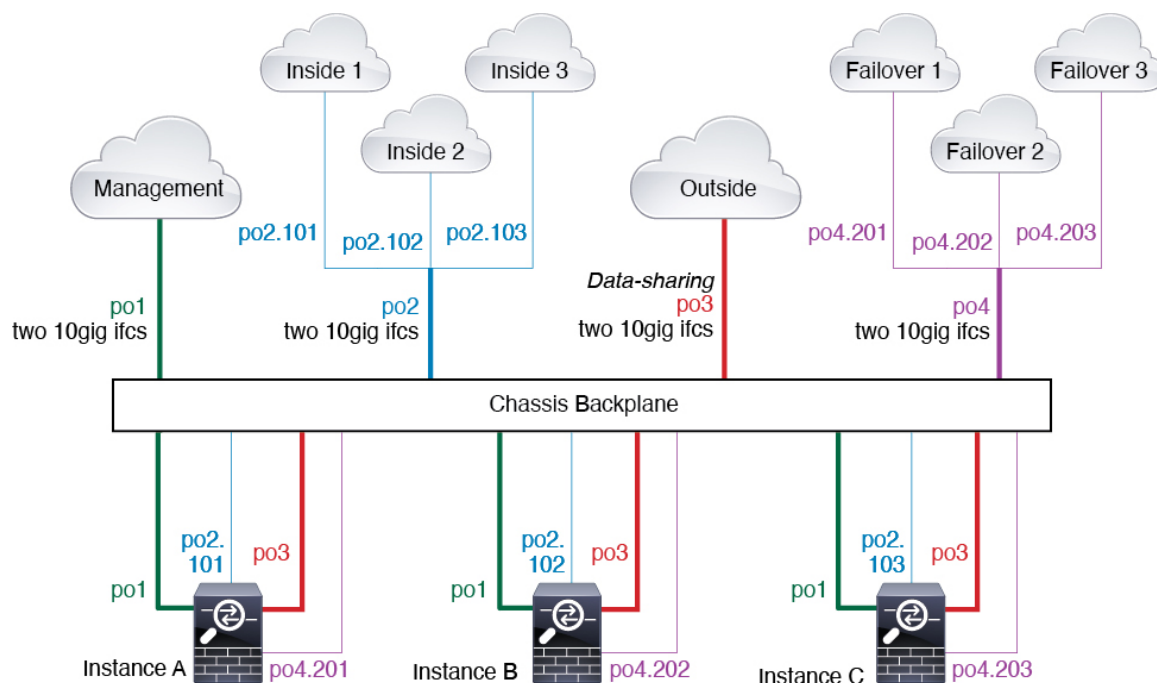 Inside 1
Inside 3
Failover 1
Failover 3
Inside 2
Failover 2
Management
Outside
po2.101
po2.102
po2.103
po4.201
po4.202
po4.203
Data-sharing
po1
two 10gig ifcs
po2
two 10gig ifcs
po3
two 10gig ifcs
po4
two 10gig ifcs
Chassis Backplane
po2.
101
po3
po1
Instance A
po4.201
po2.
102
po3
po1
Instance B
po4.202
po2.
103
po3
po1
Instance C
po4.203